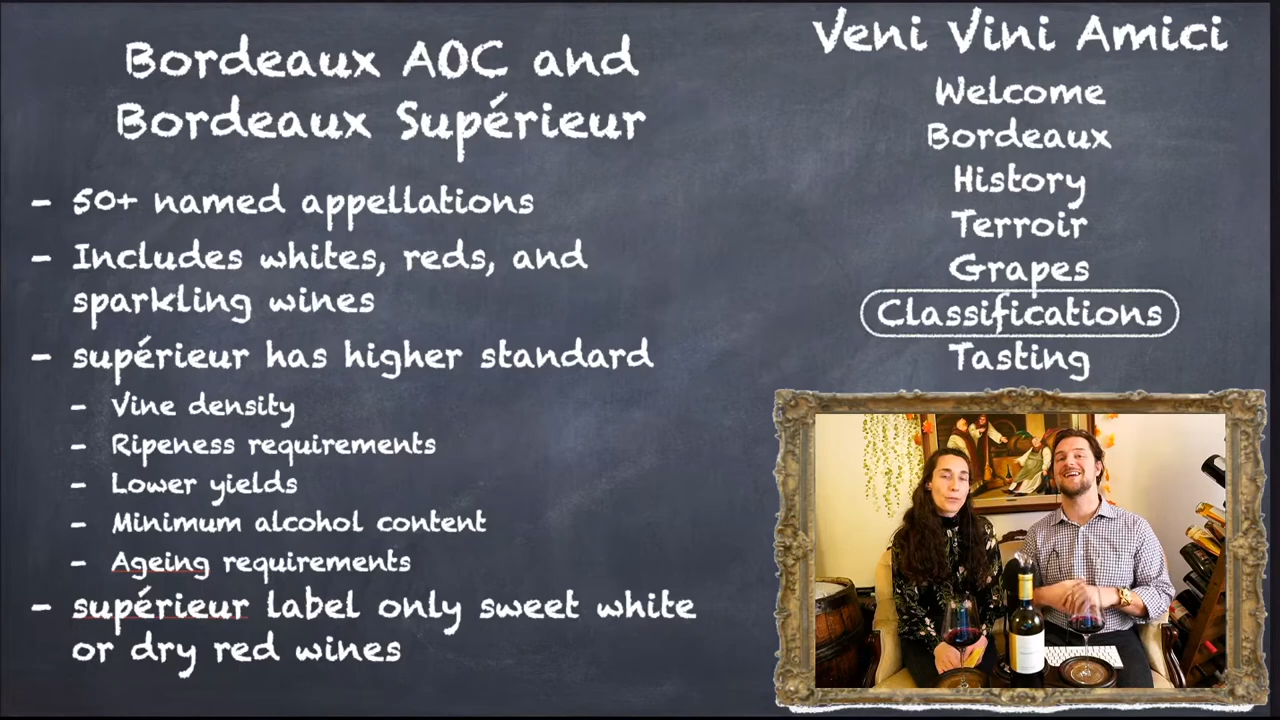 Bordeaux AOC and
Bordeaux Supérieur
- 50+ named appellations
- Includes whites, reds, and
sparkling wines
- supérieur has higher standard
- Vine density
- Ripeness requirements
- Lower yields
- Minimum alcohol content
- Ageing requirements
- supérieur label only sweet white
or dry red wines
Veni Vini Amici
Welcome
Bordeaux
History
Terroir
Grapes
Classifications
Tasting